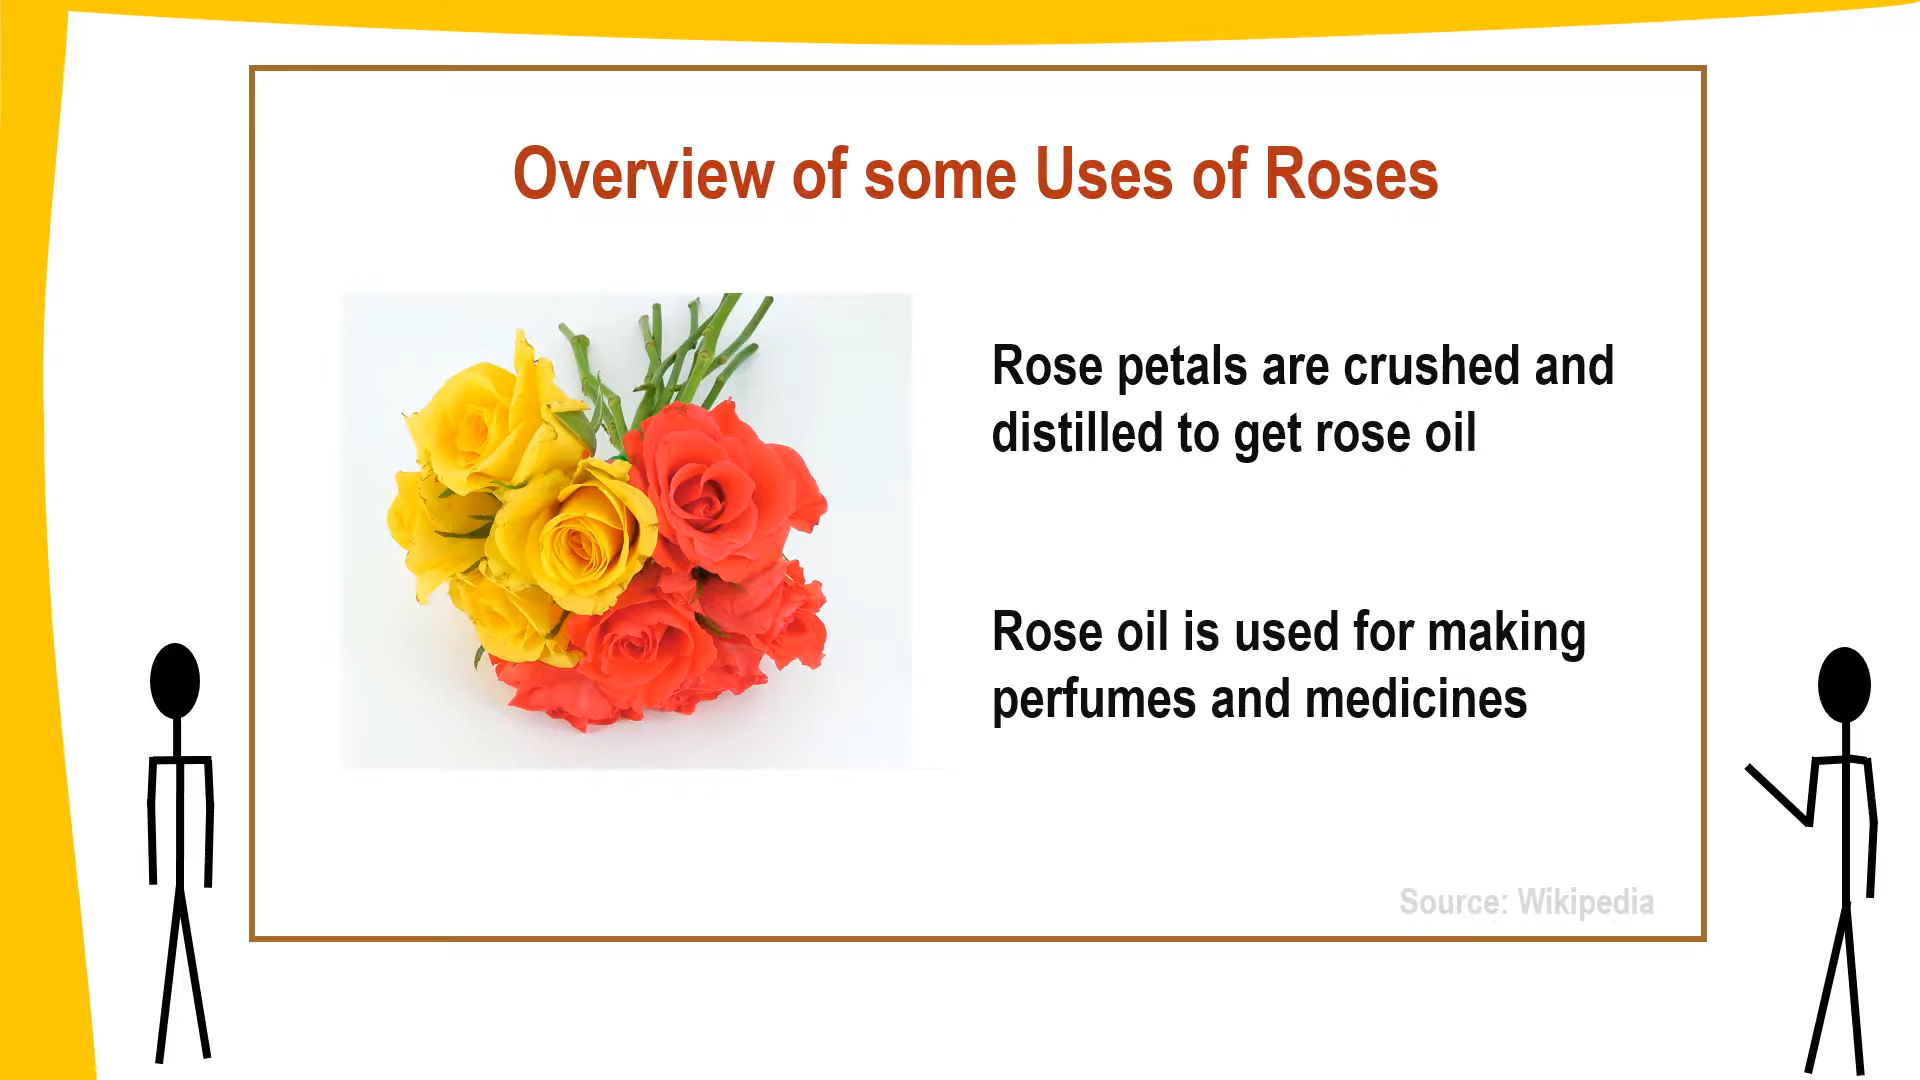 Overview of some Uses of Roses
Rose petals are crushed and
distilled to get rose oil
Rose oil is used for making
perfumes and medicines
Source: Wikipedia